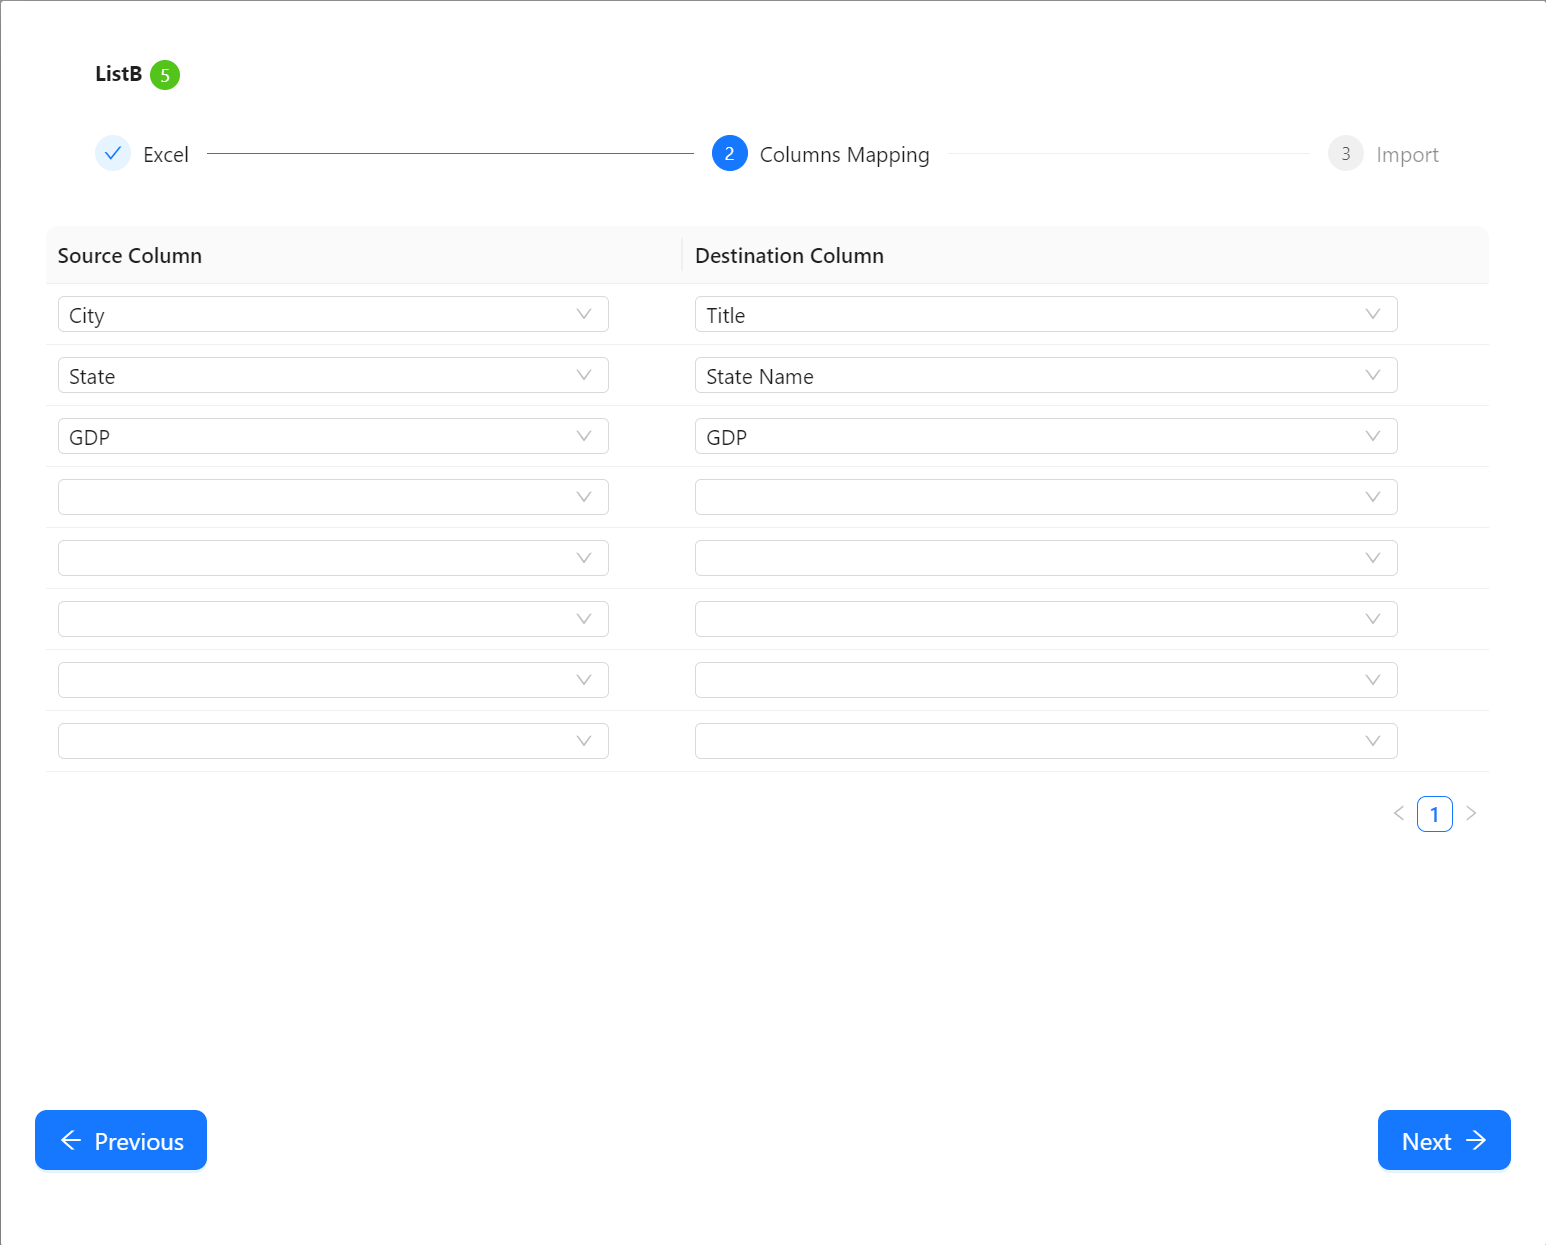 ListB 5
Excel
2 Columns Mapping
3 Import
Source Column Destination Column
City Title
State State Name
GDP GDP
1
Previous Next